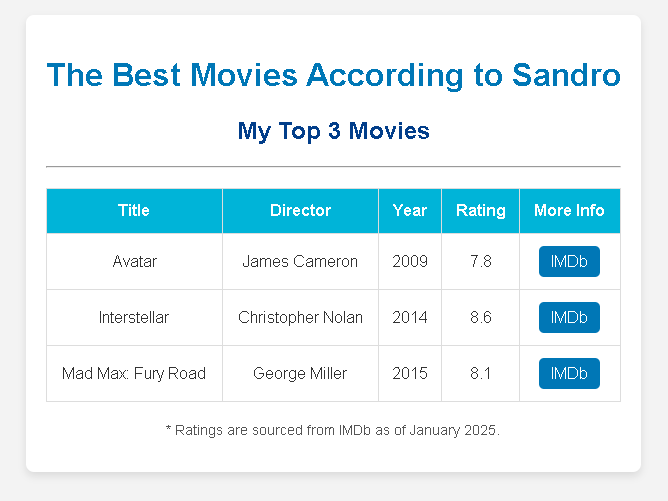 The Best Movies According to Sandro
My Top 3 Movies
Title Director Year Rating More Info
Avatar James Cameron 2009 7.8 IMDb
Interstellar Christopher Nolan 2014 8.6 IMDb
Mad Max: Fury Road George Miller 2015 8.1 IMDb
* Ratings are sourced from IMDb as of January 2025.